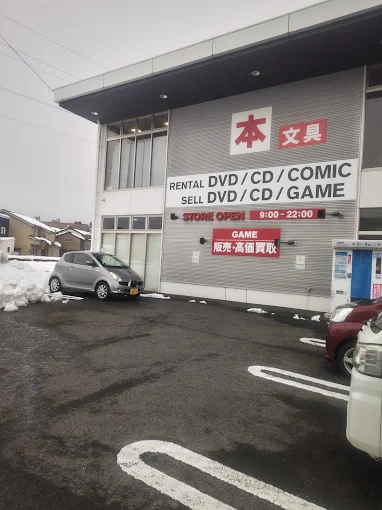 本
文具
RENTAL DVD/CD/COMIC
SELL DVD/CD/GAME
STORE OPEN 9:00-22:00
GAME
販売・高価買取